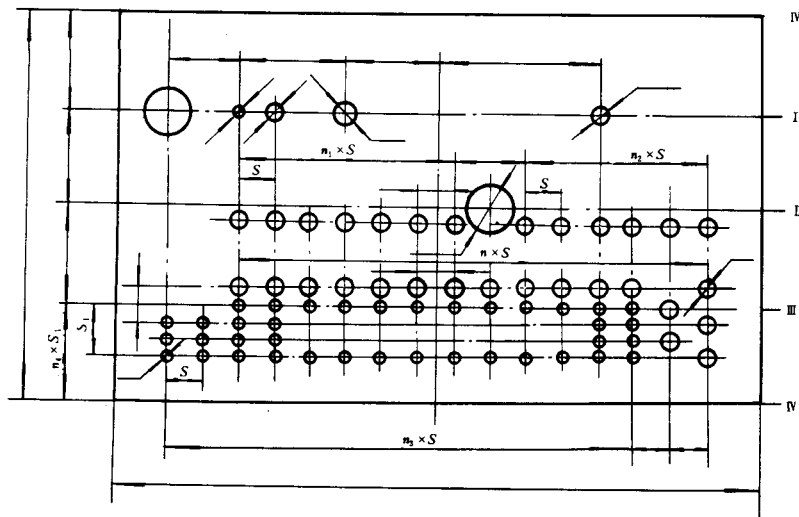 IV
I
n₁ × S
n₂ × S
S
S
II
n × S
III
S₁
n₄ × S₁
S
IV
n₃ × S